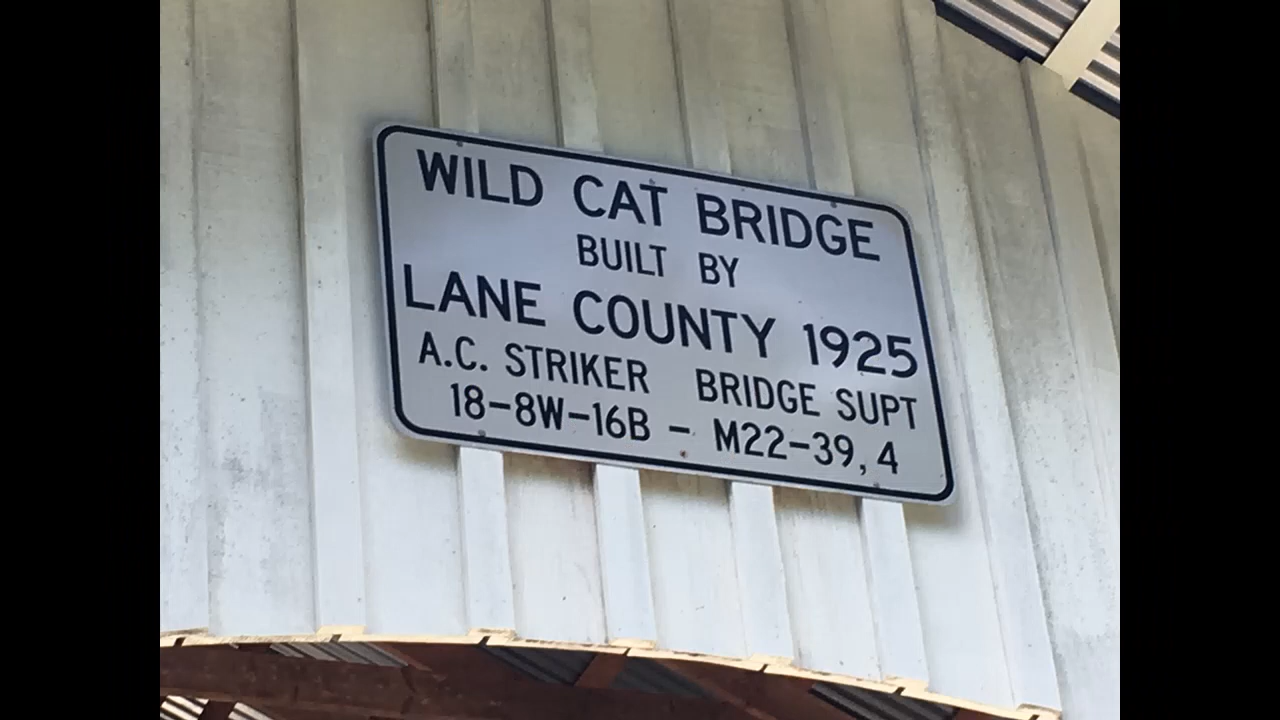 WILD CAT BRIDGE
BUILT BY
LANE COUNTY 1925
A.C. STRIKER BRIDGE SUPT
18-8W-16B - M22-39,4